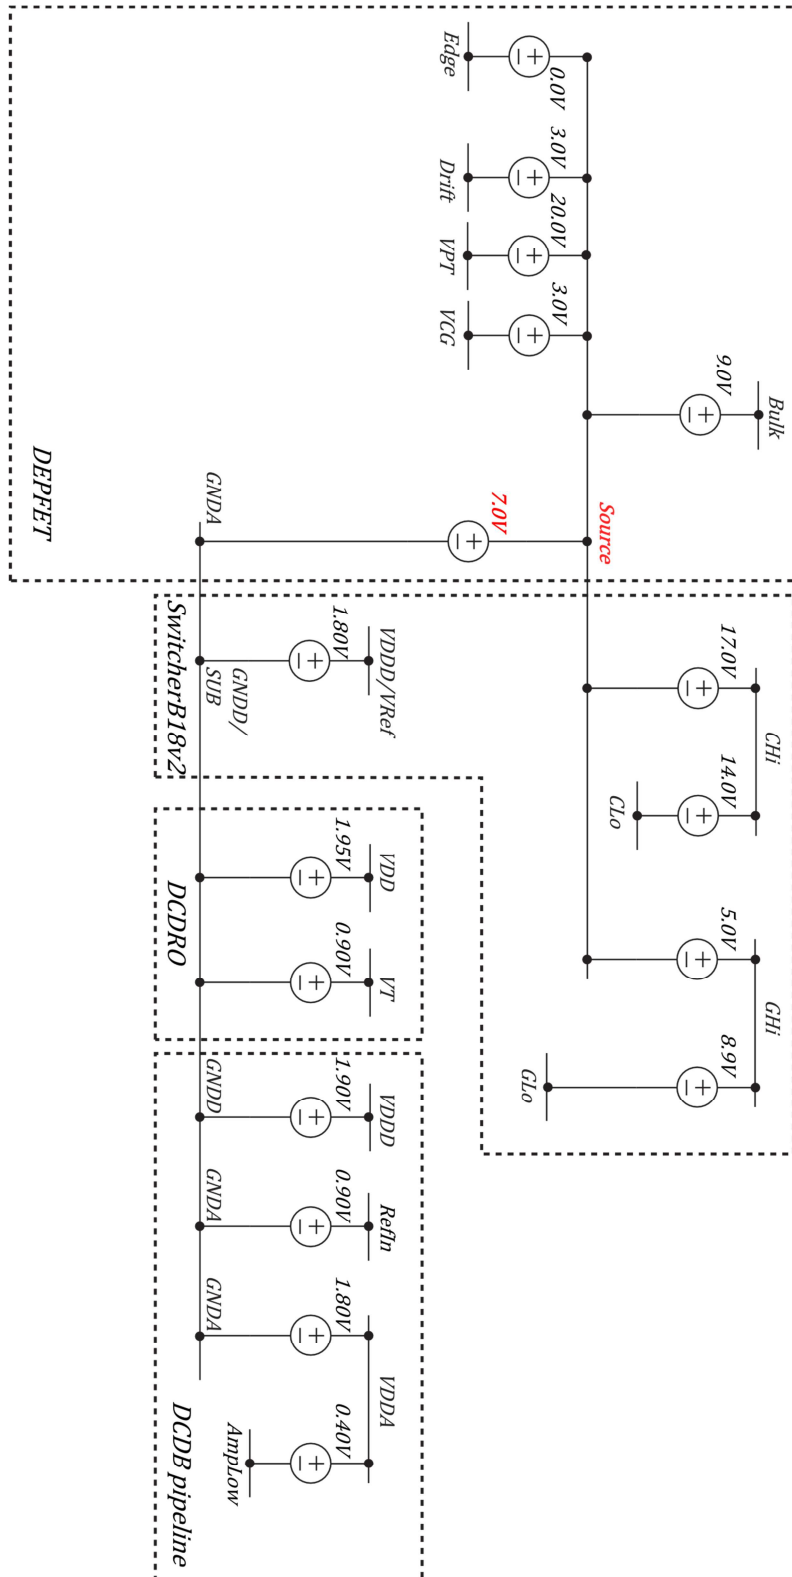 Edge
0.0V
Drift
3.0V
VPT
20.0V
VCG
3.0V
9.0V
Bulk
DEPFET
GNDA
7.0V
Source
SwitcherB18v2
GNDD/
SUB
1.80V
VDDD/VRef
17.0V
CHi
14.0V
CLo
5.0V
GHi
8.9V
GLo
DCDRO
1.95V
VDD
0.90V
VT
DCDB pipeline
GNDD
1.90V
VDDD
GNDA
0.90V
RefIn
GNDA
1.80V
VDDA
0.40V
AmpLow